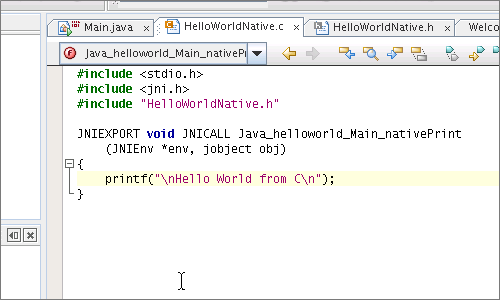 Main.java HelloWorldNative.c HelloWorldNative.h Welco
Java_helloworld_Main_nativePr
#include <stdio.h>
#include <jni.h>
#include "HelloWorldNative.h"
JNIEXPORT void JNICALL Java_helloworld_Main_nativePrint
(JNIEnv *env, jobject obj)
{
printf("\nHello World from C\n");
}